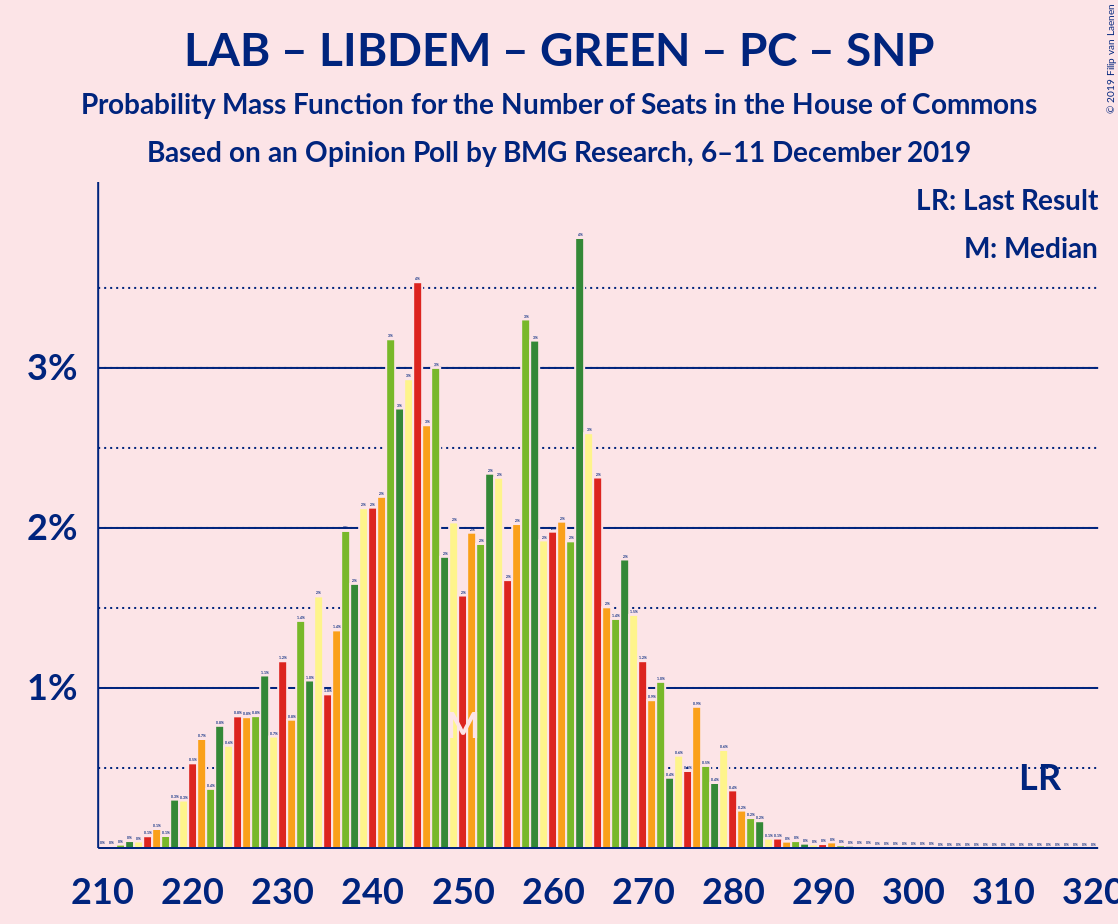 LAB – LIBDEM – GREEN – PC – SNP
Probability Mass Function for the Number of Seats in the House of Commons
Based on an Opinion Poll by BMG Research, 6–11 December 2019
© 2019 Filip van Laenen
LR: Last Result
M: Median
3%
2%
1%
M
LR
210 220 230 240 250 260 270 280 290 300 310 320